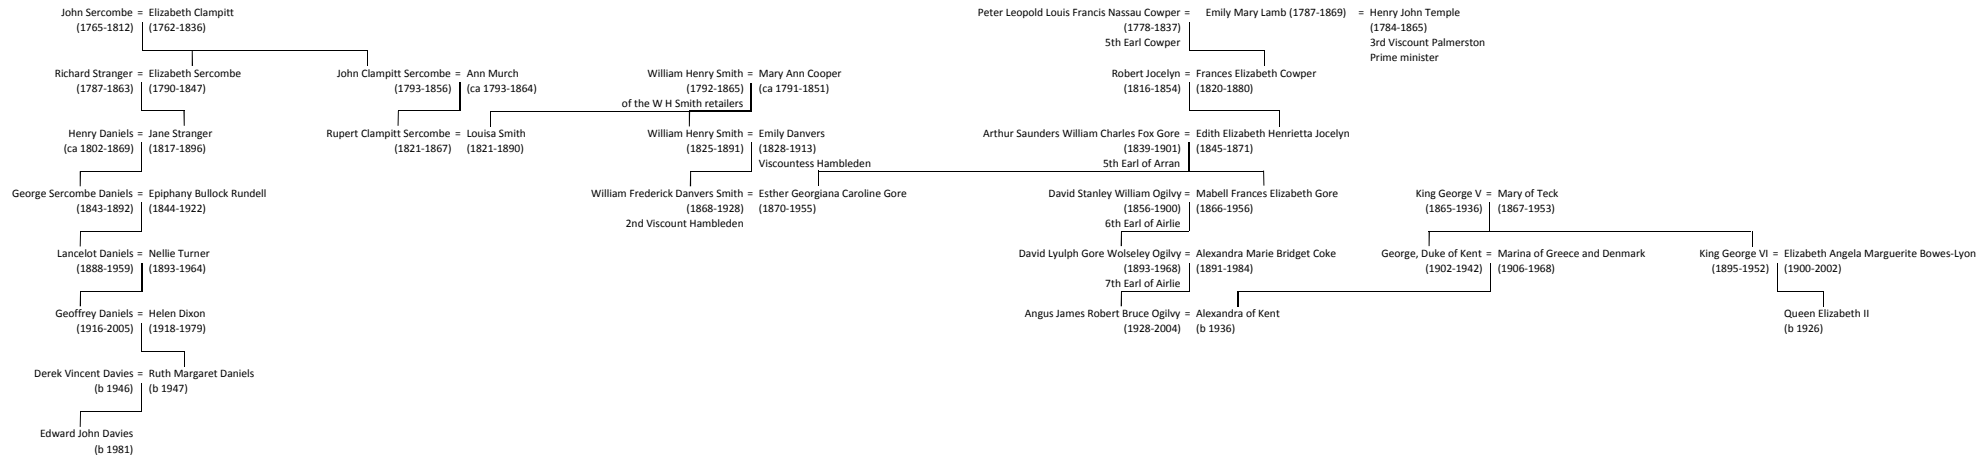 John Sercombe = Elizabeth Clampitt
(1765-1812) (1762-1836)
Peter Leopold Louis Francis Nassau Cowper = Emily Mary Lamb (1787-1869) = Henry John Temple
(1778-1837) (1784-1865)
5th Earl Cowper 3rd Viscount Palmerston
Prime minister
Richard Stranger = Elizabeth Sercombe
(1787-1863) (1790-1847)
John Clampitt Sercombe = Ann Murch
(1793-1856) (ca 1793-1864)
William Henry Smith = Mary Ann Cooper
(1792-1865) (ca 1791-1851)
of the W H Smith retailers
Robert Jocelyn = Frances Elizabeth Cowper
(1816-1854) (1820-1880)
Henry Daniels = Jane Stranger
(ca 1802-1869) (1817-1896)
Rupert Clampitt Sercombe = Louisa Smith
(1821-1867) (1821-1890)
William Henry Smith = Emily Danvers
(1825-1891) (1828-1913)
Viscountess Hambleden
Arthur Saunders William Charles Fox Gore = Edith Elizabeth Henrietta Jocelyn
(1839-1901) (1845-1871)
5th Earl of Arran
George Sercombe Daniels = Epiphany Bullock Rundell
(1843-1892) (1844-1922)
William Frederick Danvers Smith = Esther Georgiana Caroline Gore
(1868-1928) (1870-1955)
2nd Viscount Hambleden
David Stanley William Ogilvy = Mabell Frances Elizabeth Gore
(1856-1900) (1866-1956)
6th Earl of Airlie
King George V = Mary of Teck
(1865-1936) (1867-1953)
Lancelot Daniels = Nellie Turner
(1888-1959) (1893-1964)
David Lyulph Gore Wolseley Ogilvy = Alexandra Marie Bridget Coke
(1893-1968) (1891-1984)
7th Earl of Airlie
George, Duke of Kent = Marina of Greece and Denmark
(1902-1942) (1906-1968)
King George VI = Elizabeth Angela Marguerite Bowes-Lyon
(1895-1952) (1900-2002)
Geoffrey Daniels = Helen Dixon
(1916-2005) (1918-1979)
Angus James Robert Bruce Ogilvy = Alexandra of Kent
(1928-2004) (b 1936)
Queen Elizabeth II
(b 1926)
Derek Vincent Davies = Ruth Margaret Daniels
(b 1946) (b 1947)
Edward John Davies
(b 1981)